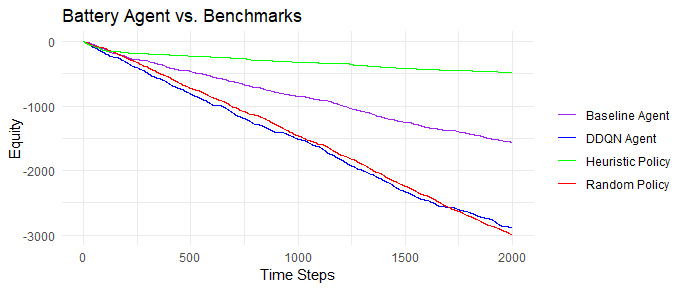 Battery Agent vs. Benchmarks
Equity
0
-1000
-2000
-3000
0
500
1000
1500
2000
Time Steps
Baseline Agent
DDQN Agent
Heuristic Policy
Random Policy